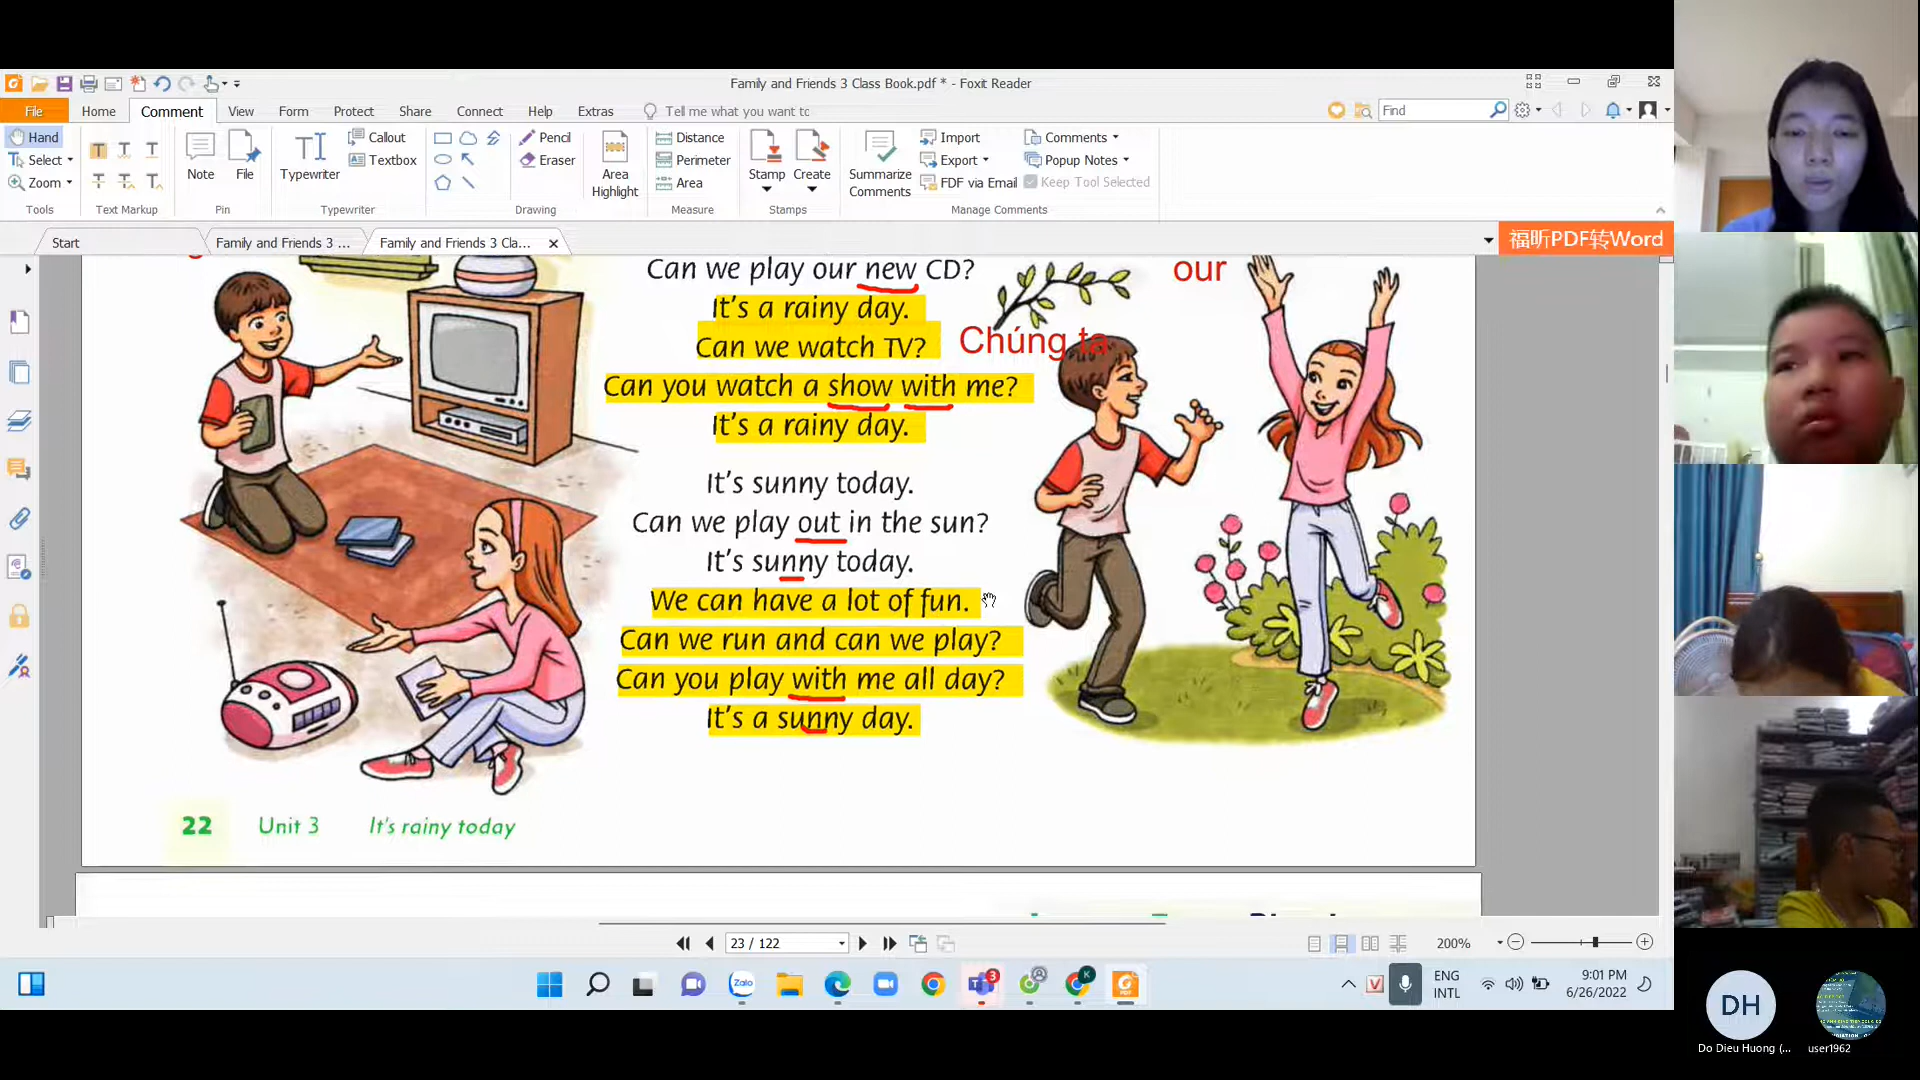 Family and Friends 3 Class Book.pdf * - Foxit Reader
File
Home
Comment
View
Form
Protect
Share
Connect
Help
Extras
Tell me what you want to
Find
Hand
Select
Zoom
Tools
Text Markup
Note
File
Pin
Typewriter
Callout
Textbox
Typewriter
Pencil
Eraser
Drawing
Area
Highlight
Distance
Perimeter
Area
Measure
Stamp
Create
Stamps
Summarize
Comments
Import
Export
FDF via Email
Comments
Popup Notes
Keep Tool Selected
Manage Comments
Start
Family and Friends 3 ...
Family and Friends 3 Cla...
福昕PDF转Word
Can we play our new CD?
our
It's a rainy day.
Can we watch TV?
Chúng ta
Can you watch a show with me?
It's a rainy day.
It's sunny today.
Can we play out in the sun?
It's sunny today.
We can have a lot of fun.
Can we run and can we play?
Can you play with me all day?
It's a sunny day.
22
Unit 3
It's rainy today
23 / 122
200%
Zalo
3
K
ENG
INTL
9:01 PM
6/26/2022
DH
Do Dieu Huong (...
user1962